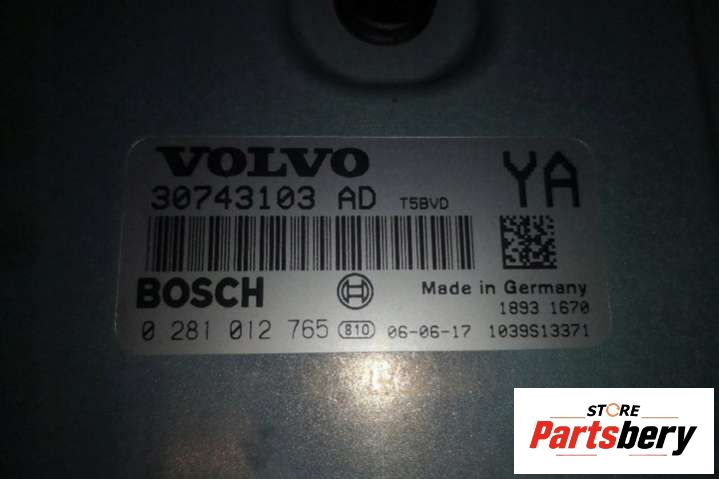 VOLVO
30743103 AD T5BVD
YA
BOSCH
Made in Germany
1893 1670
0 281 012 765 810 06-06-17 1039S13371
STORE
Partsbery